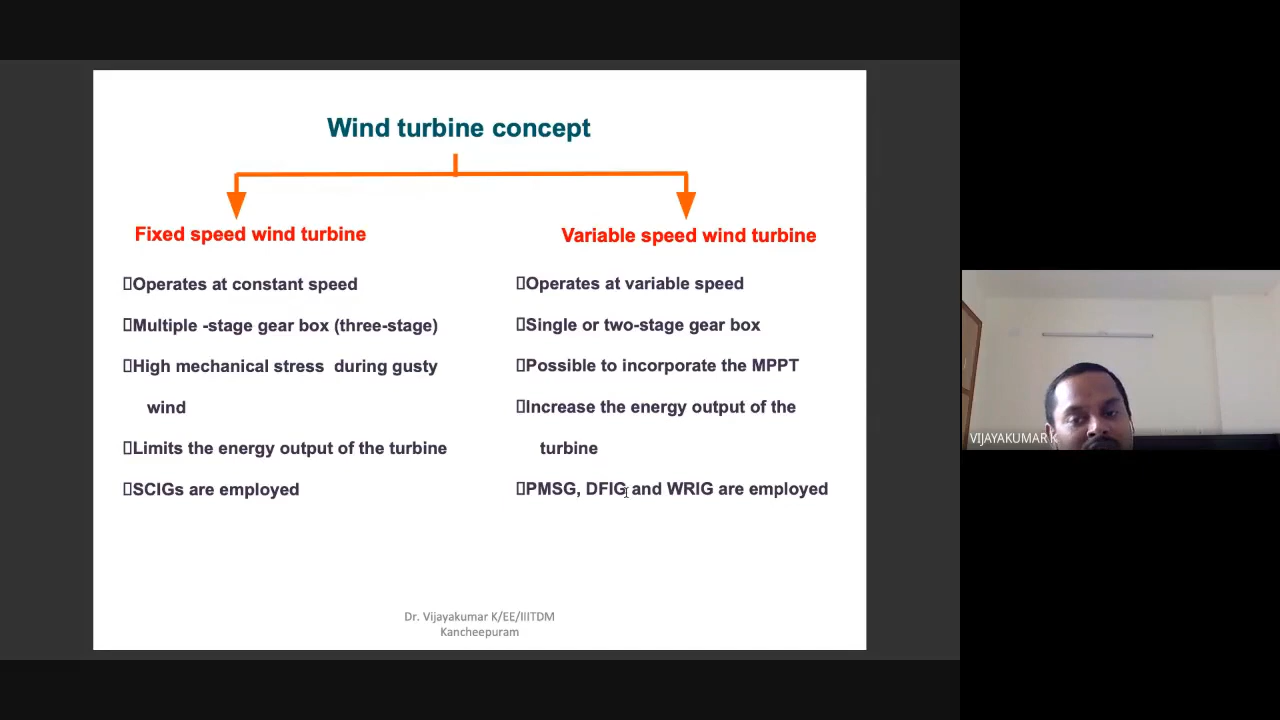 Wind turbine concept
Fixed speed wind turbine
Operates at constant speed
Multiple -stage gear box (three-stage)
High mechanical stress during gusty
wind
Limits the energy output of the turbine
SCIGs are employed
Variable speed wind turbine
Operates at variable speed
Single or two-stage gear box
Possible to incorporate the MPPT
Increase the energy output of the
turbine
PMSG, DFIG and WRIG are employed
Dr. Vijayakumar K/EE/IIITDM
Kancheepuram
VIJAYAKUMAR K